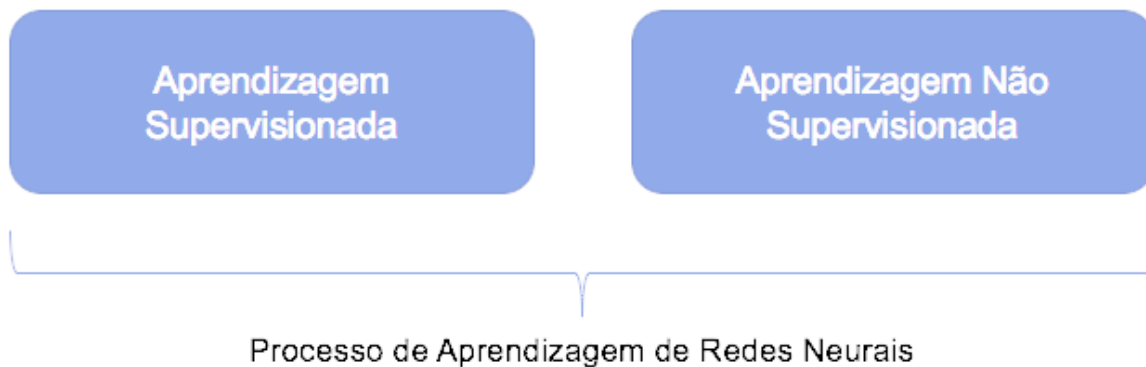 Aprendizagem
Supervisionada
Aprendizagem Não
Supervisionada
Processo de Aprendizagem de Redes Neurais